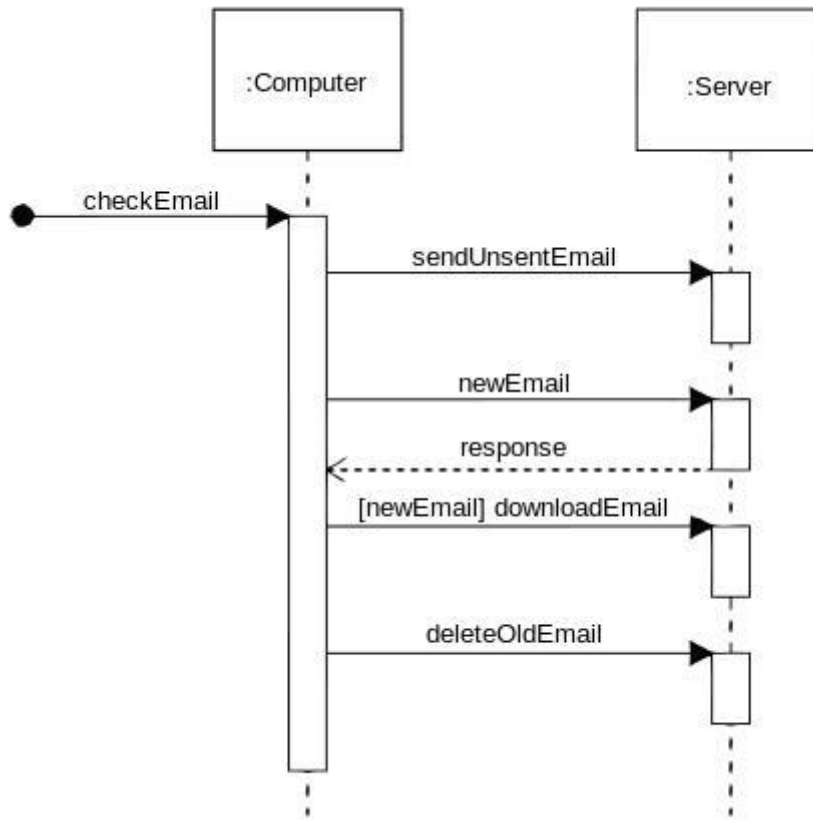 :Computer
:Server
checkEmail
sendUnsentEmail
newEmail
response
[newEmail] downloadEmail
deleteOldEmail